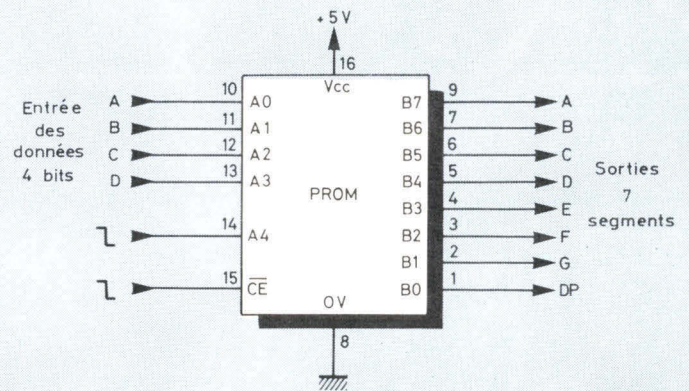 +5V
16
Vcc
Entrée
des
données
4 bits
A 10 A0
B 11 A1
C 12 A2
D 13 A3
14 A4
15 CE
PROM
0V
8
B7 9 A
B6 7 B
B5 6 C
B4 5 D
B3 4 E
B2 3 F
B1 2 G
B0 1 DP
Sorties
7
segments